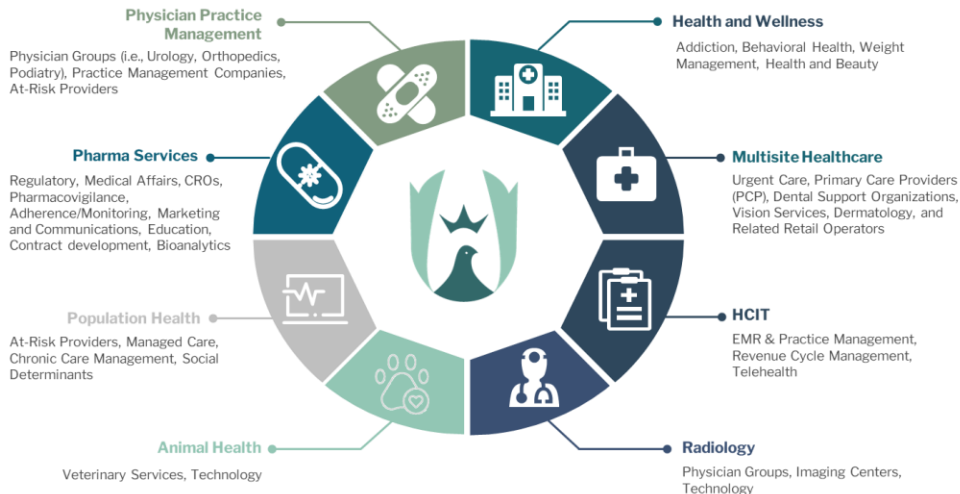 Physician Practice
Management
Physician Groups (i.e., Urology, Orthopedics,
Podiatry), Practice Management Companies,
At-Risk Providers
Health and Wellness
Addiction, Behavioral Health, Weight
Management, Health and Beauty
Pharma Services
Regulatory, Medical Affairs, CROs,
Pharmacovigilance,
Adherence/Monitoring, Marketing
and Communications, Education,
Contract development, Bioanalytics
Multisite Healthcare
Urgent Care, Primary Care Providers
(PCP), Dental Support Organizations,
Vision Services, Dermatology, and
Related Retail Operators
Population Health
At-Risk Providers, Managed Care,
Chronic Care Management, Social
Determinants
HCIT
EMR & Practice Management,
Revenue Cycle Management,
Telehealth
Animal Health
Veterinary Services, Technology
Radiology
Physician Groups, Imaging Centers,
Technology